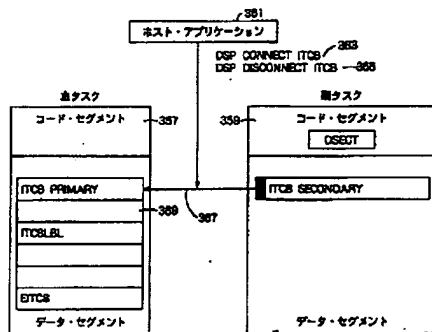 361
ホスト・アプリケーション
DSP CONNECT ITCB 363
DSP DISCONNECT ITCB 365
主タスク
副タスク
コード・セグメント 357
359 コード・セグメント
DSECT
ITCB PRIMARY
ITCB SECONDARY
369
367
ITCBLBL
EITCB
データ・セグメント
データ・セグメント